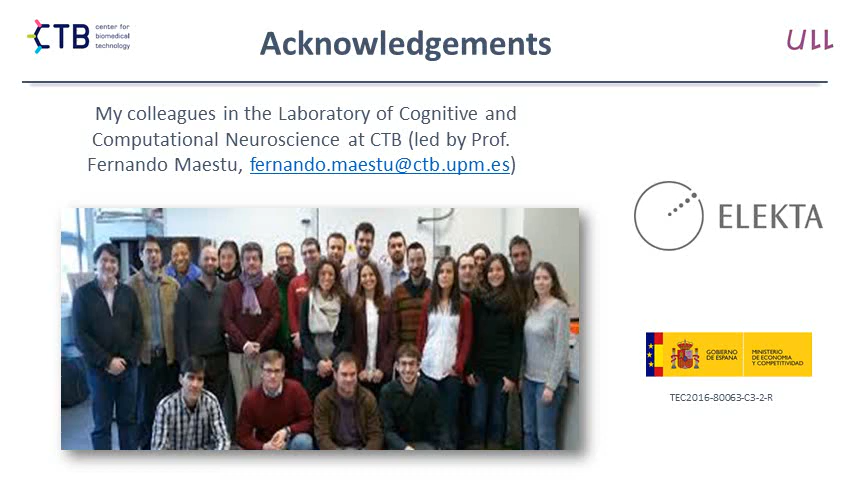 CTB
center for
biomedical
technology
Acknowledgements
ULL
My colleagues in the Laboratory of Cognitive and
Computational Neuroscience at CTB (led by Prof.
Fernando Maestu, fernando.maestu@ctb.upm.es)
ELEKTA
GOBIERNO
DE ESPAÑA
MINISTERIO
DE ECONOMIA
Y COMPETITIVIDAD
TEC2016-80063-C3-2-R